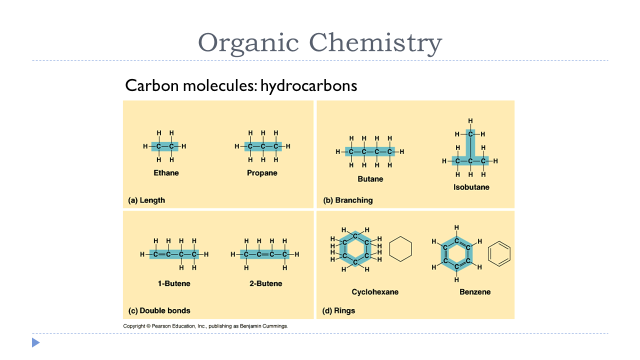 Organic Chemistry
Carbon molecules: hydrocarbons
H H
H C C H
H H
Ethane
H H H
H C C C H
H H H
Propane
(a) Length
H H H H
H C C C C H
H H H H
Butane
H
H C H
H H
H C C C H
H H H
Isobutane
(b) Branching
H H H H
H C C C C H
H H
1-Butene
H H H H
C C C C
H H
2-Butene
(c) Double bonds
H H
H C H
H C C H
H C C H
H C H
H H
Cyclohexane
H
H C H
C C
C C
H C H
H
Benzene
(d) Rings
Copyright © Pearson Education, Inc., publishing as Benjamin Cummings.